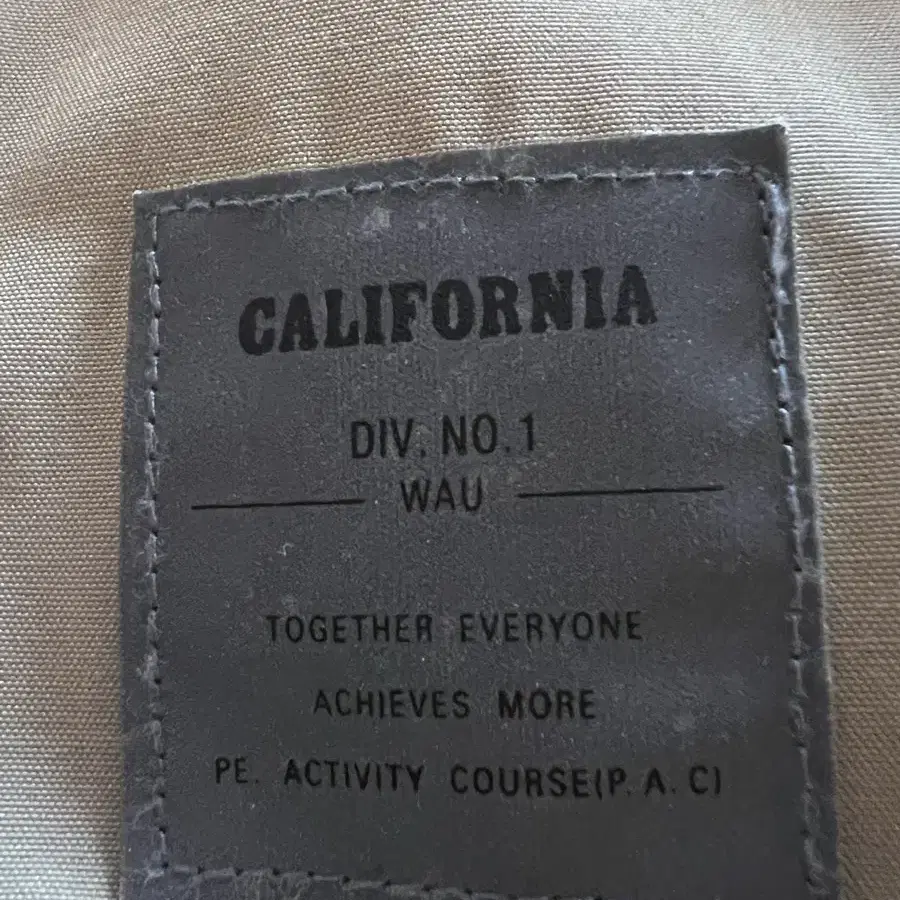 CALIFORNIA
DIV. NO. 1
WAU
TOGETHER EVERYONE
ACHIEVES MORE
PE. ACTIVITY COURSE(P. A. C)